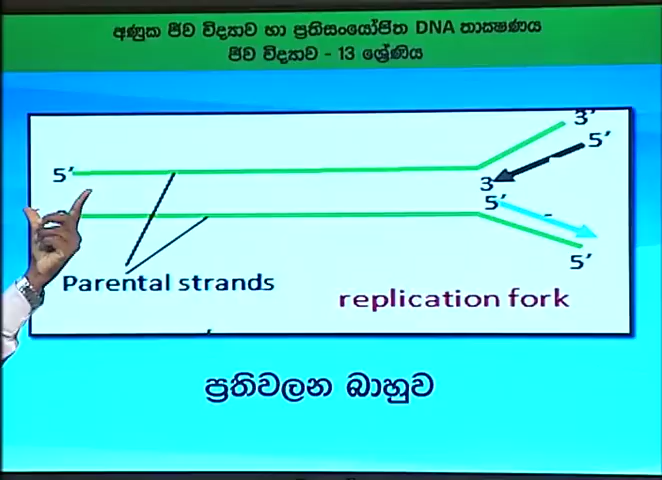 අණුක ජීව විද්‍යාව හා ප්‍රතිසංයෝජිත DNA තාක්ෂණය
ජීව විද්‍යාව - 13 ශ්‍රේණිය
3′
5′
5′
3′
5′
5′
Parental strands
replication fork
ප්‍රතිවලන බාහුව